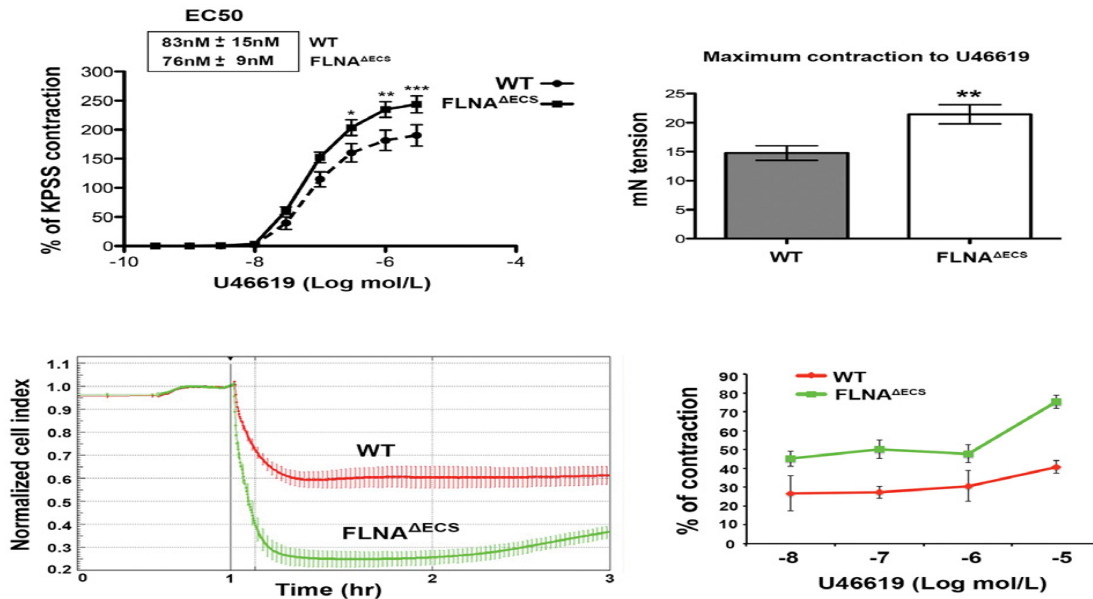 EC50
83nM ± 15nM WT
76nM ± 9nM FLNAΔECS
% of KPSS contraction
300
250
200
150
100
50
0
-10 -8 -6 -4
U46619 (Log mol/L)
WT
FLNAΔECS
* ** ***
Maximum contraction to U46619
mN tension
25
20
15
10
5
0
**
WT FLNAΔECS
Normalized cell index
1.1
1.0
0.9
0.8
0.7
0.6
0.5
0.4
0.3
0.2
WT
FLNAΔECS
0 1 2 3
Time (hr)
% of contraction
90
80
70
60
50
40
30
20
10
0
WT
FLNAΔECS
-8 -7 -6 -5
U46619 (Log mol/L)